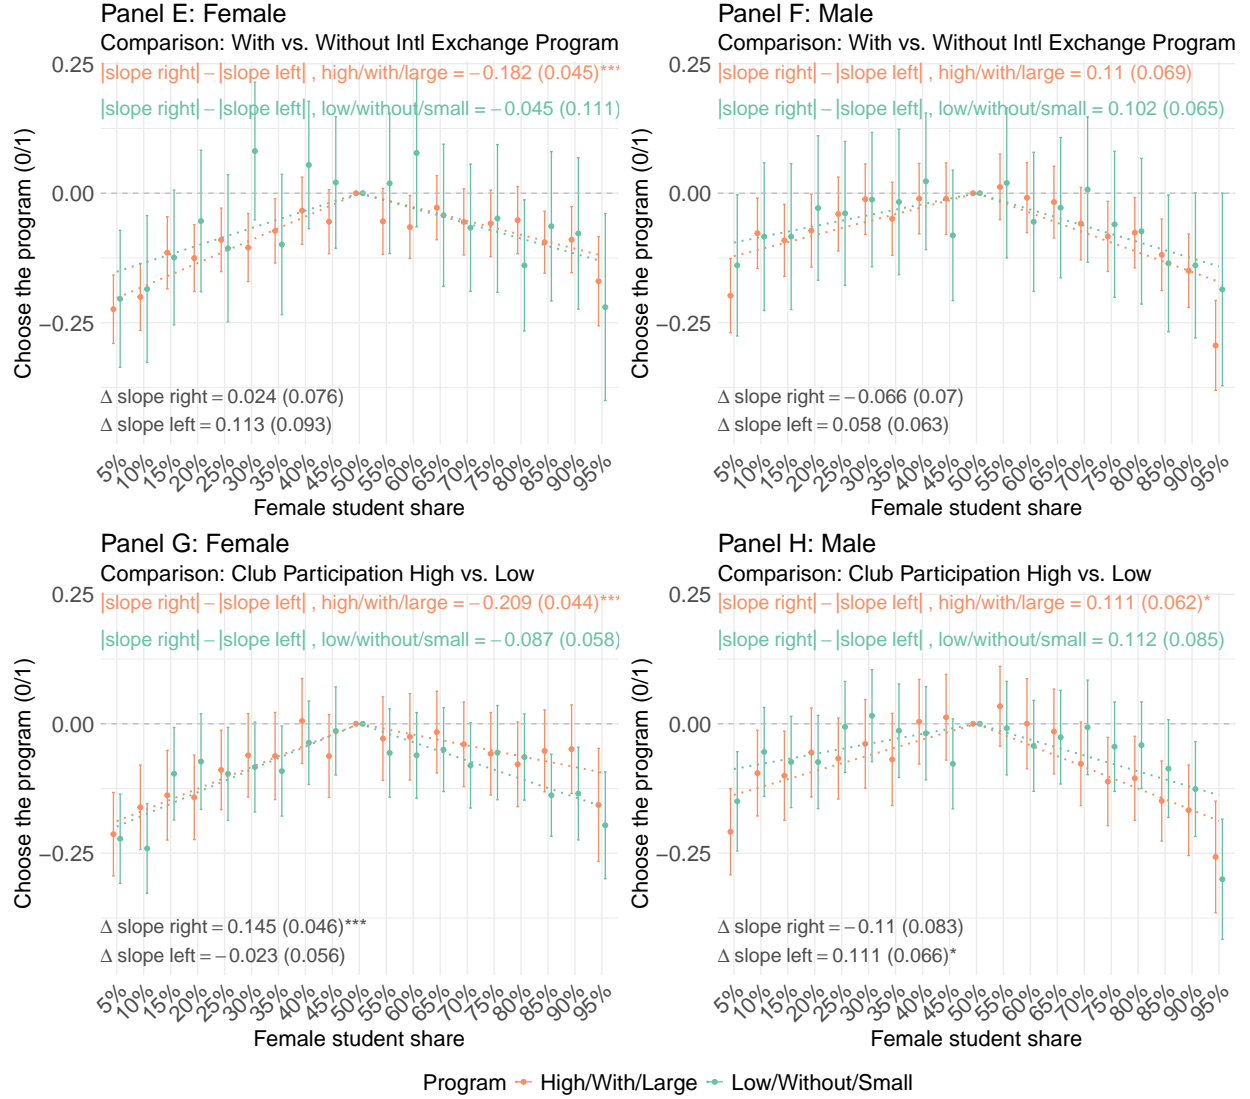 Panel E: Female
Comparison: With vs. Without Intl Exchange Program
|slope right| − |slope left| , high/with/large = −0.182 (0.045)***
|slope right| − |slope left| , low/without/small = −0.045 (0.111)
Choose the program (0/1)
0.25
0.00
−0.25
Δ slope right = 0.024 (0.076)
Δ slope left = 0.113 (0.093)
5% 10% 15% 20% 25% 30% 35% 40% 45% 50% 55% 60% 65% 70% 75% 80% 85% 90% 95%
Female student share
Panel F: Male
Comparison: With vs. Without Intl Exchange Program
|slope right| − |slope left| , high/with/large = 0.11 (0.069)
|slope right| − |slope left| , low/without/small = 0.102 (0.065)
Choose the program (0/1)
0.25
0.00
−0.25
Δ slope right = −0.066 (0.07)
Δ slope left = 0.058 (0.063)
5% 10% 15% 20% 25% 30% 35% 40% 45% 50% 55% 60% 65% 70% 75% 80% 85% 90% 95%
Female student share
Panel G: Female
Comparison: Club Participation High vs. Low
|slope right| − |slope left| , high/with/large = −0.209 (0.044)***
|slope right| − |slope left| , low/without/small = −0.087 (0.058)
Choose the program (0/1)
0.25
0.00
−0.25
Δ slope right = 0.145 (0.046)***
Δ slope left = −0.023 (0.056)
5% 10% 15% 20% 25% 30% 35% 40% 45% 50% 55% 60% 65% 70% 75% 80% 85% 90% 95%
Female student share
Panel H: Male
Comparison: Club Participation High vs. Low
|slope right| − |slope left| , high/with/large = 0.111 (0.062)*
|slope right| − |slope left| , low/without/small = 0.112 (0.085)
Choose the program (0/1)
0.25
0.00
−0.25
Δ slope right = −0.11 (0.083)
Δ slope left = 0.111 (0.066)*
5% 10% 15% 20% 25% 30% 35% 40% 45% 50% 55% 60% 65% 70% 75% 80% 85% 90% 95%
Female student share
Program High/With/Large Low/Without/Small